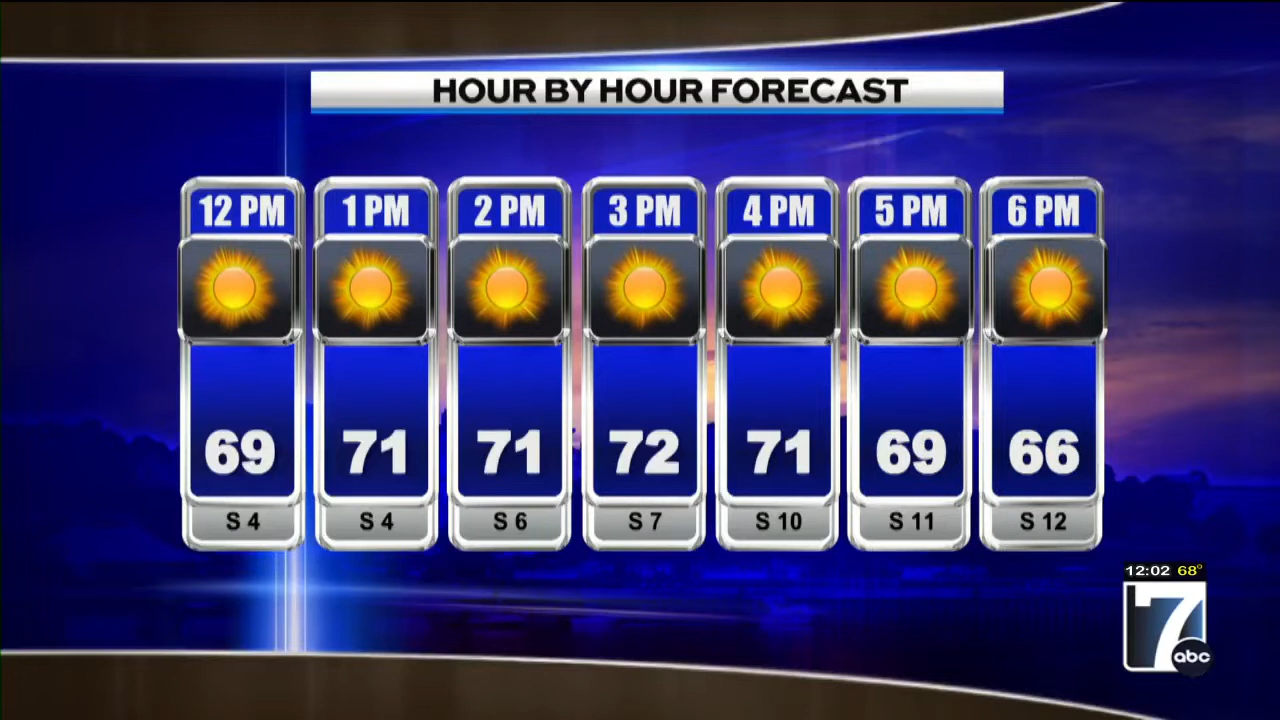 HOUR BY HOUR FORECAST
12 PM 1 PM 2 PM 3 PM 4 PM 5 PM 6 PM
69 71 71 72 71 69 66
S 4 S 4 S 6 S 7 S 10 S 11 S 12
12:02 68°
7
abc